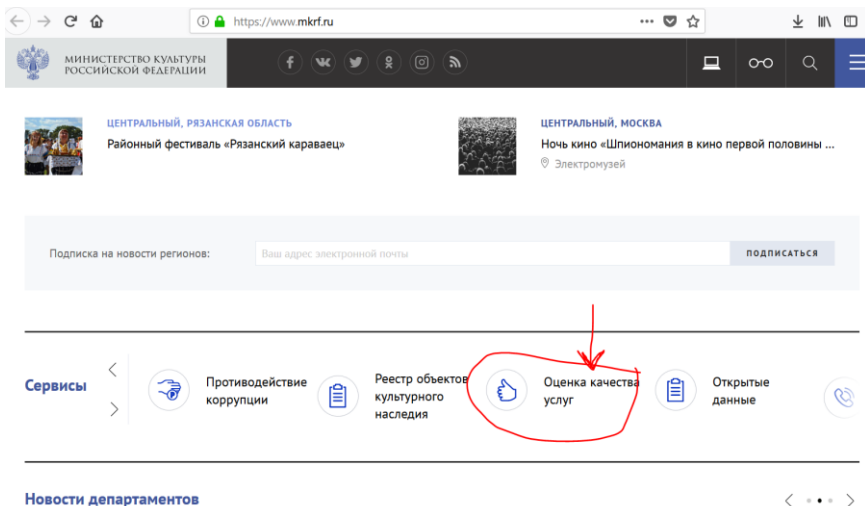 https://www.mkrf.ru
МИНИСТЕРСТВО КУЛЬТУРЫ
РОССИЙСКОЙ ФЕДЕРАЦИИ
ЦЕНТРАЛЬНЫЙ, РЯЗАНСКАЯ ОБЛАСТЬ
Районный фестиваль «Рязанский караваец»
ЦЕНТРАЛЬНЫЙ, МОСКВА
Ночь кино «Шпиономания в кино первой половины ...
Электромузей
Подписка на новости регионов:
Ваш адрес электронной почты
ПОДПИСАТЬСЯ
Сервисы
Противодействие
коррупции
Реестр объектов
культурного
наследия
Оценка качества
услуг
Открытые
данные
Новости департаментов